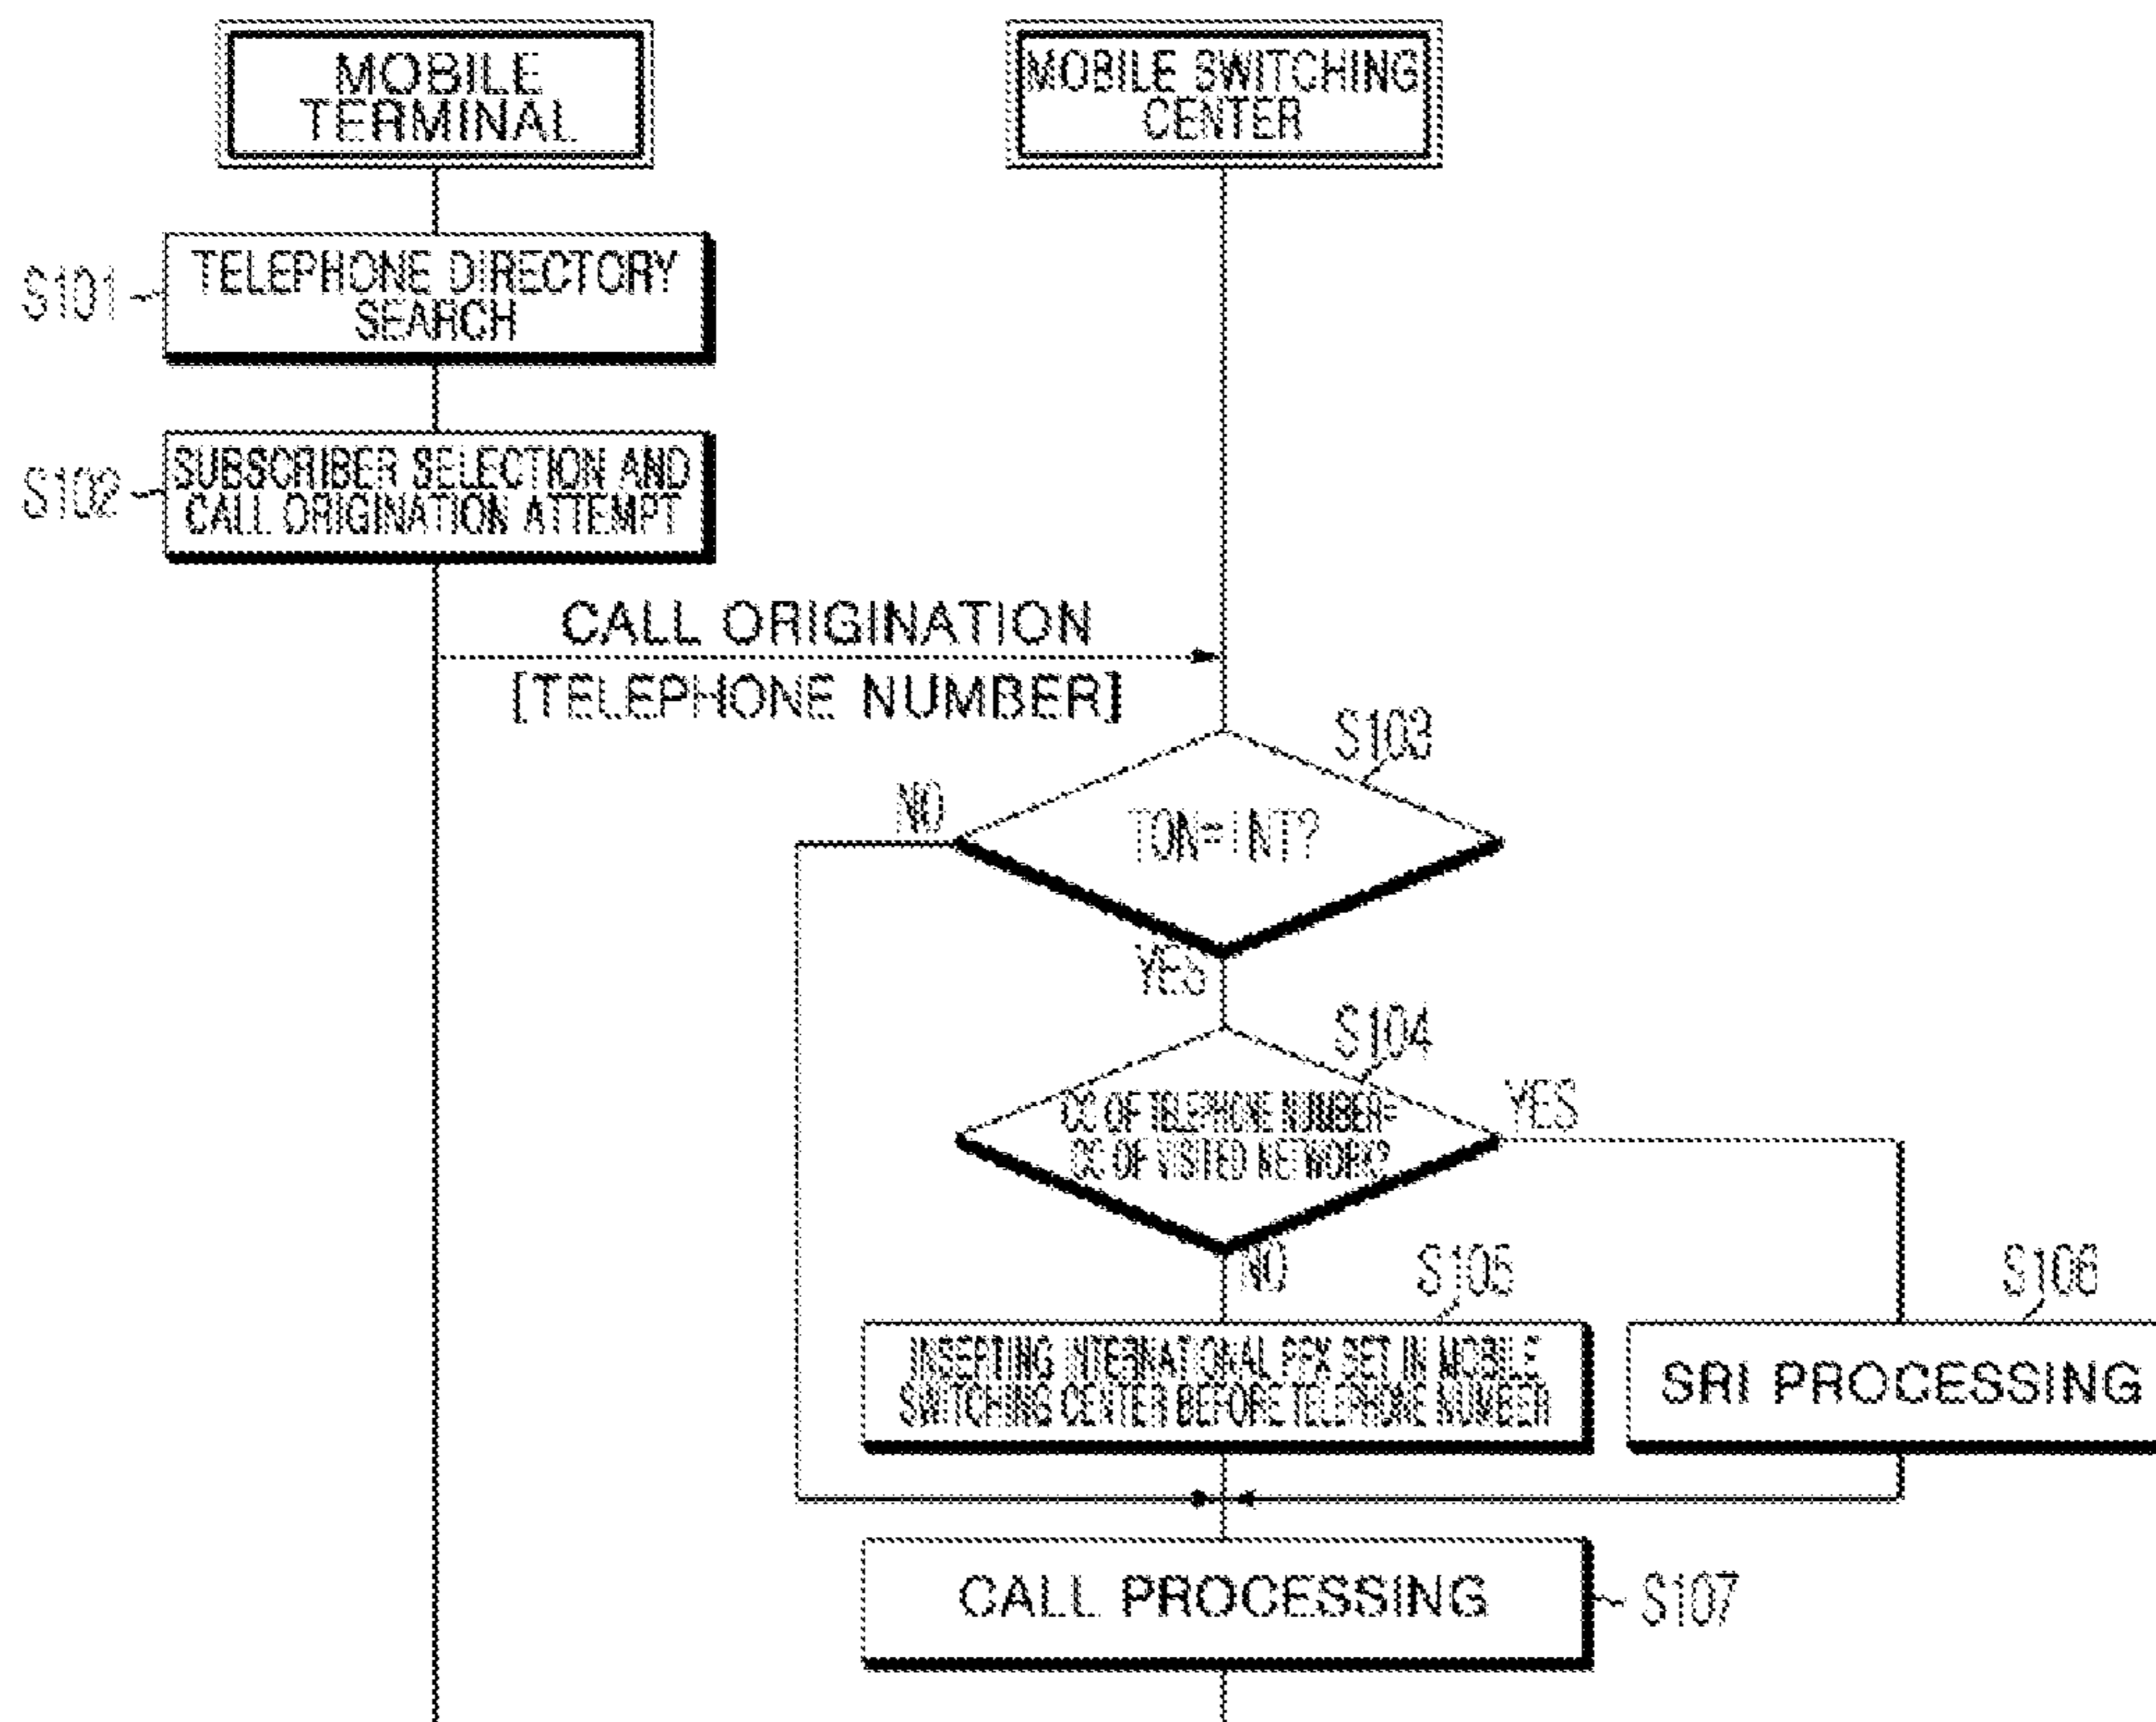 MOBILE
TERMINAL
MOBILE SWITCHING
CENTER
S101
TELEPHONE DIRECTORY
SEARCH
S102
SUBSCRIBER SELECTION AND
CALL ORIGINATION ATTEMPT
CALL ORIGINATION
[TELEPHONE NUMBER]
S103
NO
TON=INT?
YES
S104
CC OF TELEPHONE NUMBER=
CC OF VISITED NETWORK?
YES
NO
S105
S106
INSERTING INTERNATIONAL PFX SET IN MOBILE
SWITCHING CENTER BEFORE TELEPHONE NUMBER
SRI PROCESSING
CALL PROCESSING
S107